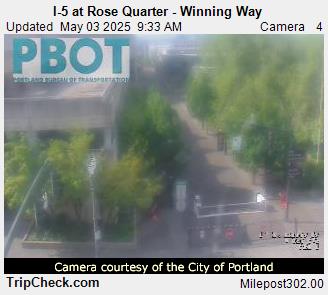 I-5 at Rose Quarter - Winning Way
Updated May 03 2025 9:33 AM Camera 4
PBOT
PORTLAND BUREAU OF TRANSPORTATION
Camera courtesy of the City of Portland
TripCheck.com Milepost302.00